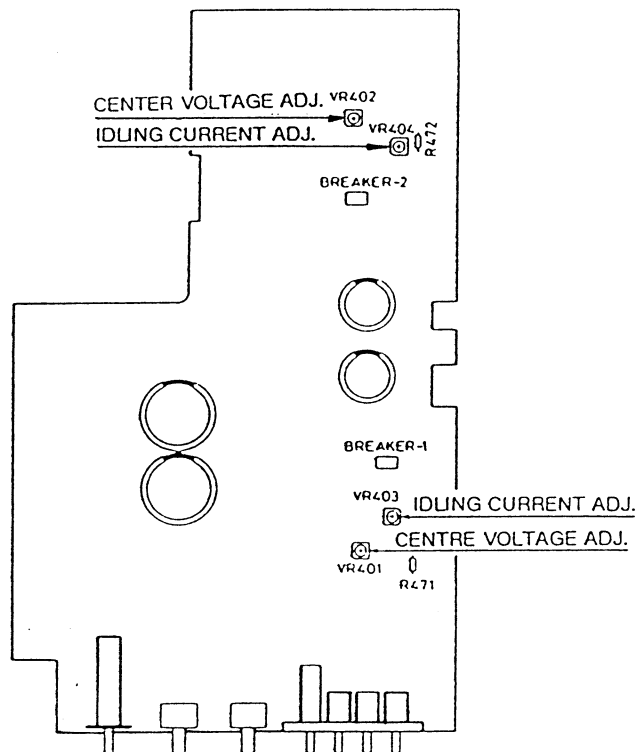 CENTER VOLTAGE ADJ. VR402
IDLING CURRENT ADJ. VR404
R472
BREAKER-2
BREAKER-1
VR403
IDLING CURRENT ADJ.
CENTRE VOLTAGE ADJ.
VR401
R471